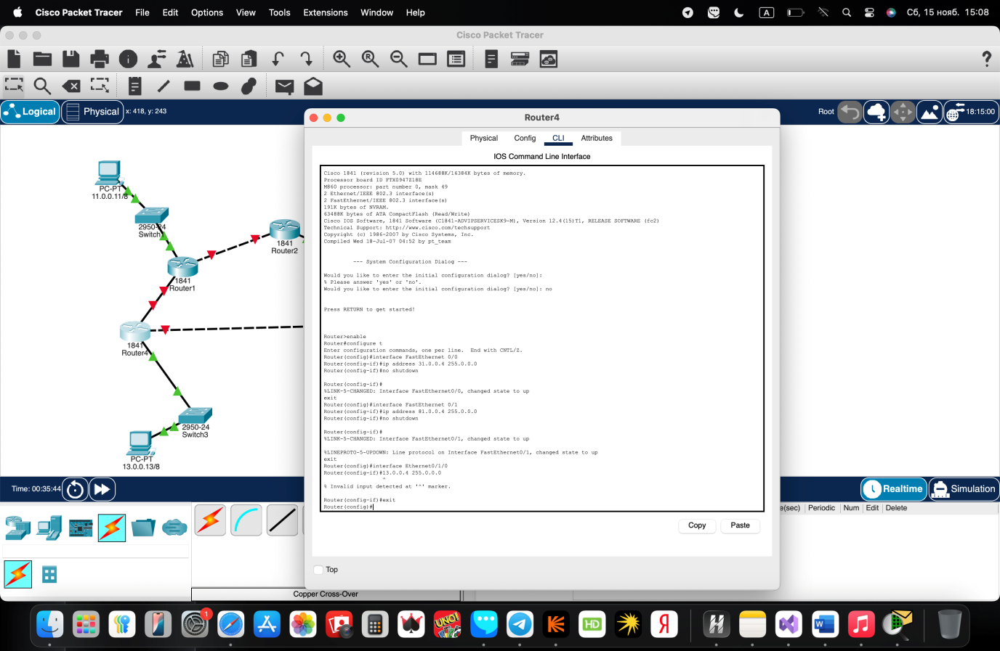 Cisco Packet Tracer File Edit Options View Tools Extensions Window Help
A
Сб, 15 нояб. 15:08
Cisco Packet Tracer
Logical
Physical
x: 418, y: 243
Root
18:15:00
PC-PT
11.0.0.11/8
2950-24
Switch1
1841
Router2
1841
Router1
1841
Router4
2950-24
Switch3
PC-PT
13.0.0.13/8
Router4
Physical Config CLI Attributes
IOS Command Line Interface
Cisco 1841 (revision 5.0) with 114688K/16384K bytes of memory.
Processor board ID FTX0947Z18E
M860 processor: part number 0, mask 49
2 Ethernet/IEEE 802.3 interface(s)
2 FastEthernet/IEEE 802.3 interface(s)
191K bytes of NVRAM.
63488K bytes of ATA CompactFlash (Read/Write)
Cisco IOS Software, 1841 Software (C1841-ADVIPSERVICESK9-M), Version 12.4(15)T1, RELEASE SOFTWARE (fc2)
Technical Support: http://www.cisco.com/techsupport
Copyright (c) 1986-2007 by Cisco Systems, Inc.
Compiled Wed 18-Jul-07 04:52 by pt_team
--- System Configuration Dialog ---
Would you like to enter the initial configuration dialog? [yes/no]:
% Please answer 'yes' or 'no'.
Would you like to enter the initial configuration dialog? [yes/no]: no
Press RETURN to get started!
Router>enable
Router#configure t
Enter configuration commands, one per line.  End with CNTL/Z.
Router(config)#interface FastEthernet 0/0
Router(config-if)#ip address 31.0.0.4 255.0.0.0
Router(config-if)#no shutdown
Router(config-if)#
%LINK-5-CHANGED: Interface FastEthernet0/0, changed state to up
exit
Router(config)#interface FastEthernet 0/1
Router(config-if)#ip address 81.0.0.4 255.0.0.0
Router(config-if)#no shutdown
Router(config-if)#
%LINK-5-CHANGED: Interface FastEthernet0/1, changed state to up
%LINEPROTO-5-UPDOWN: Line protocol on Interface FastEthernet0/1, changed state to up
exit
Router(config)#interface Ethernet0/1/0
Router(config-if)#13.0.0.4 255.0.0.0
^
% Invalid input detected at '^' marker.
Router(config-if)#exit
Router(config)#
Copy
Paste
Top
Time: 00:35:44
Realtime
Simulation
e(sec) Periodic Num Edit Delete
Copper Cross-Over
1
UNO!
HD
Я
W